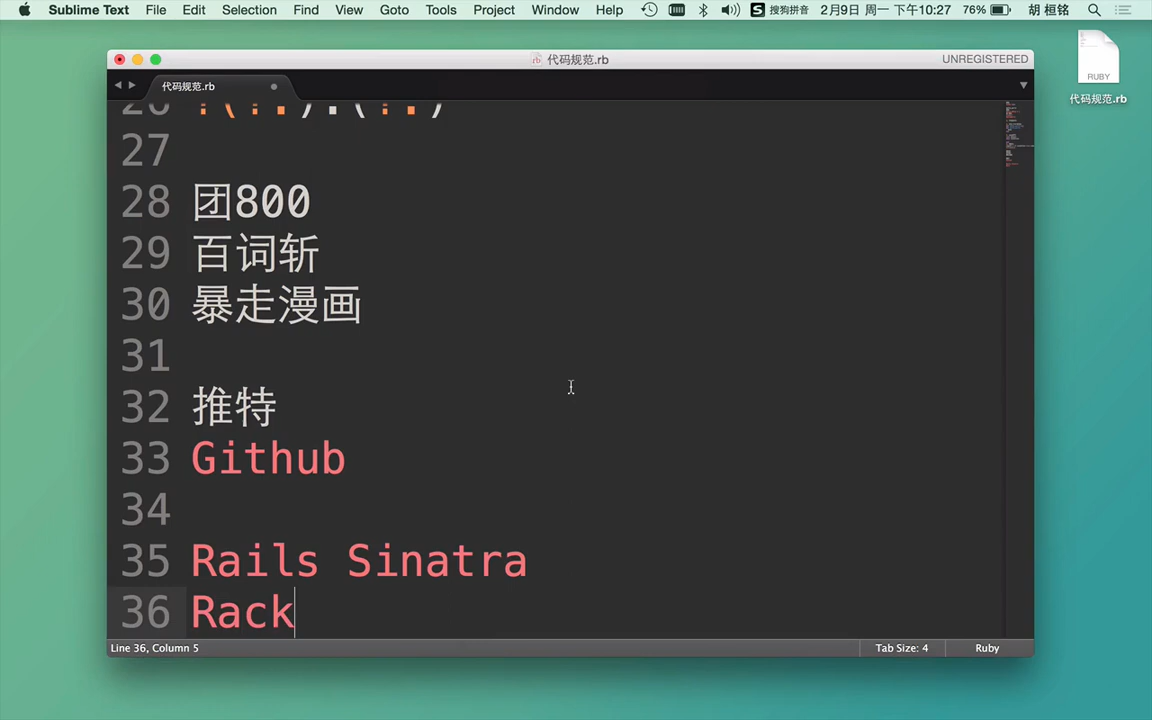 Sublime Text File Edit Selection Find View Goto Tools Project Window Help 搜狗拼音 2月9日 周一 下午10:27 76% 胡 桓铭
代码规范.rb UNREGISTERED
代码规范.rb
RUBY
代码规范.rb
27
28 团800
29 百词斩
30 暴走漫画
31
32 推特
33 Github
34
35 Rails Sinatra
36 Rack
Line 36, Column 5 Tab Size: 4 Ruby